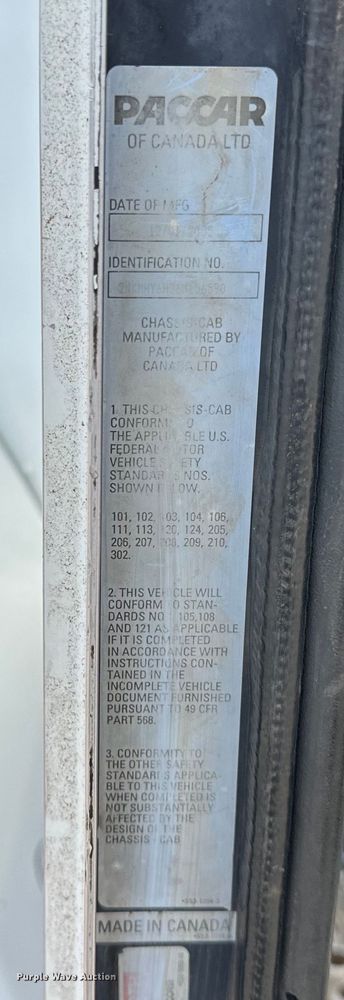 PACCAR
OF CANADA LTD
DATE OF MFG
IDENTIFICATION NO.
CHASSIS-CAB
MANUFACTURED BY
PACCAR OF
CANADA LTD
1. THIS CHASSIS-CAB
CONFORMS TO
THE APPLICABLE U.S.
FEDERAL MOTOR
VEHICLE SAFETY
STANDARDS NOS.
SHOWN BELOW.
101, 102, 103, 104, 106,
111, 113, 120, 124, 205,
206, 207, 208, 209, 210,
302.
2. THIS VEHICLE WILL
CONFORM TO STAN-
DARDS NO 105,108
AND 121 AS APPLICABLE
IF IT IS COMPLETED
IN ACCORDANCE WITH
INSTRUCTIONS CON-
TAINED IN THE
INCOMPLETE VEHICLE
DOCUMENT FURNISHED
PURSUANT TO 49 CFR
PART 568.
3. CONFORMITY TO
THE OTHER SAFETY
STANDARDS APPLICA-
BLE TO THIS VEHICLE
WHEN COMPLETED IS
NOT SUBSTANTIALLY
AFFECTED BY THE
DESIGN OF THE
CHASSIS - CAB
MADE IN CANADA
Purple Wave Auction